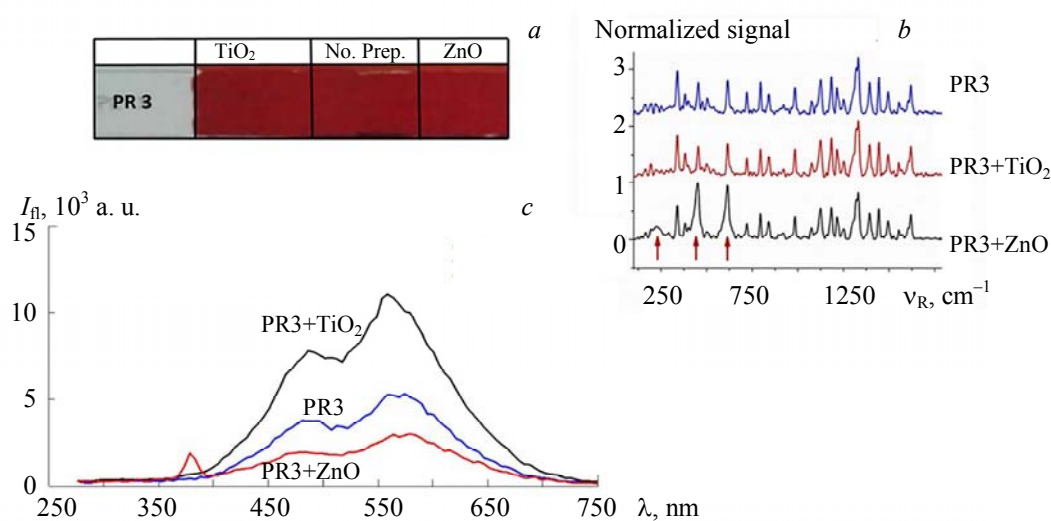 a
TiO₂ No. Prep. ZnO
PR 3
Normalized signal b
3
2
1
0
PR3
PR3+TiO₂
PR3+ZnO
250 750 1250 νR, cm⁻¹
Ifl, 10³ a. u. c
15
10
5
0
PR3+TiO₂
PR3
PR3+ZnO
250 350 450 550 650 750 λ, nm